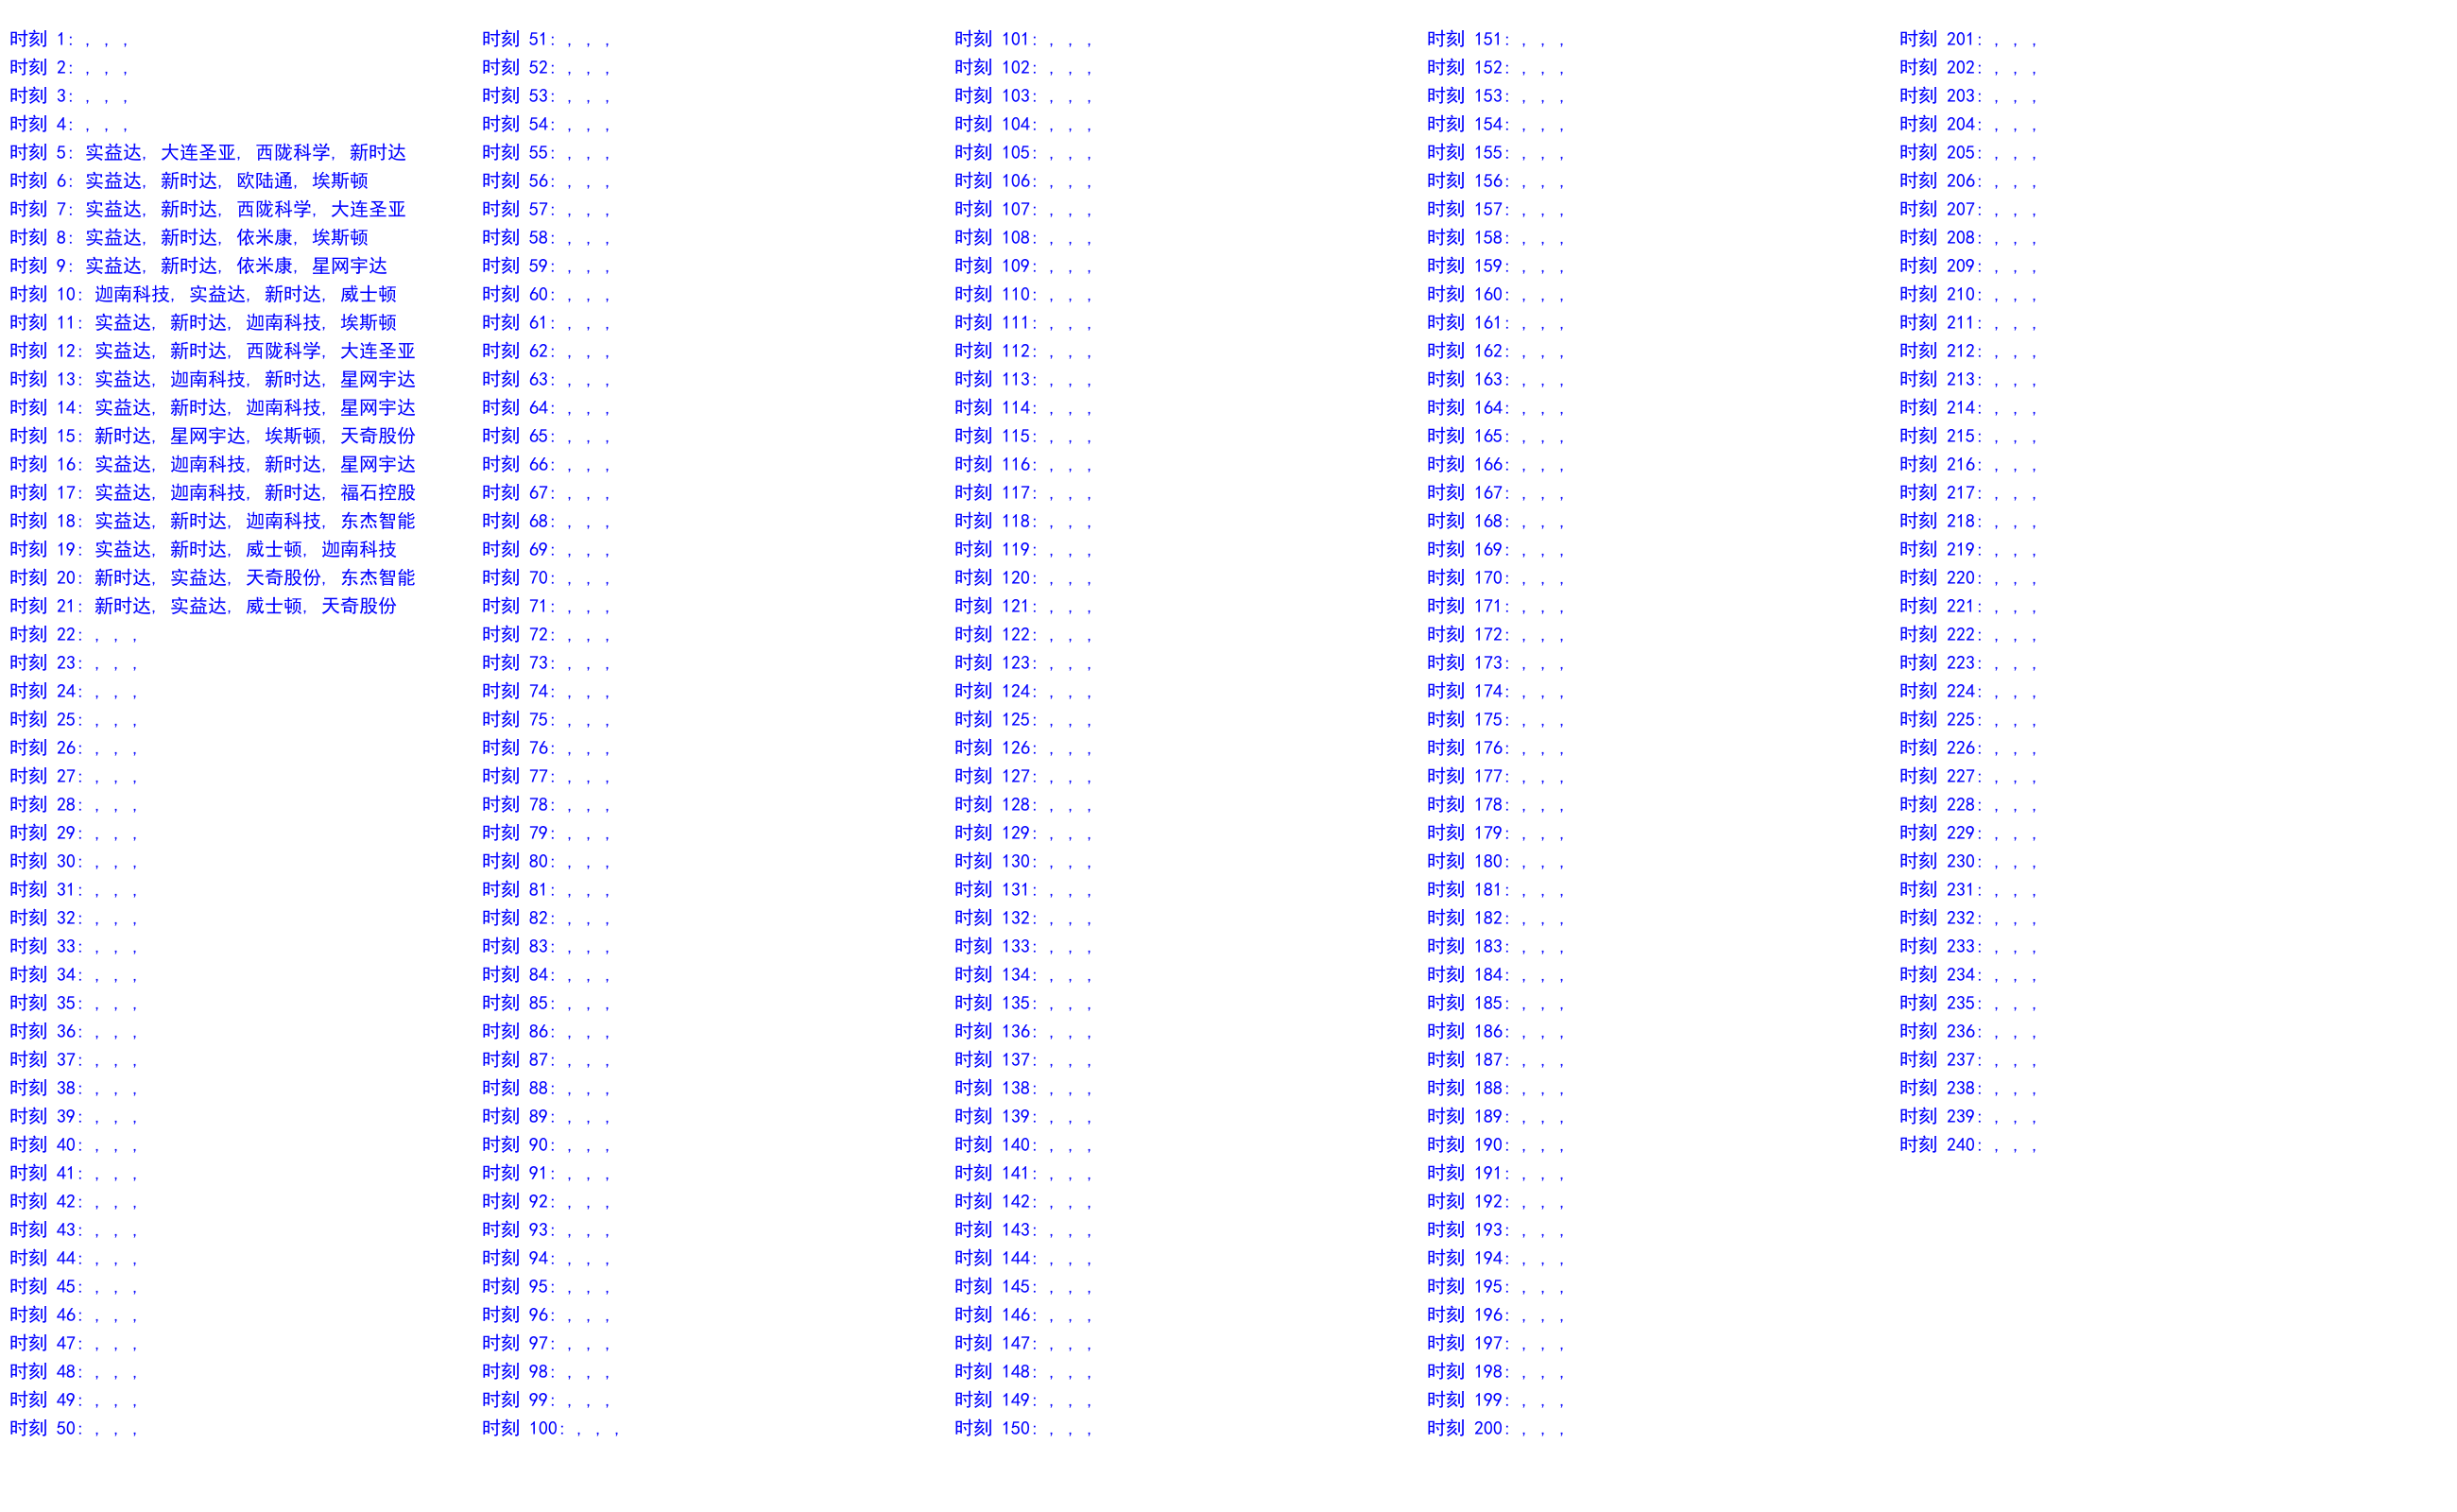 时刻 1: , , ,
时刻 2: , , ,
时刻 3: , , ,
时刻 4: , , ,
时刻 5: 实益达, 大连圣亚, 西陇科学, 新时达
时刻 6: 实益达, 新时达, 欧陆通, 埃斯顿
时刻 7: 实益达, 新时达, 西陇科学, 大连圣亚
时刻 8: 实益达, 新时达, 依米康, 埃斯顿
时刻 9: 实益达, 新时达, 依米康, 星网宇达
时刻 10: 迦南科技, 实益达, 新时达, 威士顿
时刻 11: 实益达, 新时达, 迦南科技, 埃斯顿
时刻 12: 实益达, 新时达, 西陇科学, 大连圣亚
时刻 13: 实益达, 迦南科技, 新时达, 星网宇达
时刻 14: 实益达, 新时达, 迦南科技, 星网宇达
时刻 15: 新时达, 星网宇达, 埃斯顿, 天奇股份
时刻 16: 实益达, 迦南科技, 新时达, 星网宇达
时刻 17: 实益达, 迦南科技, 新时达, 福石控股
时刻 18: 实益达, 新时达, 迦南科技, 东杰智能
时刻 19: 实益达, 新时达, 威士顿, 迦南科技
时刻 20: 新时达, 实益达, 天奇股份, 东杰智能
时刻 21: 新时达, 实益达, 威士顿, 天奇股份
时刻 22: , , ,
时刻 23: , , ,
时刻 24: , , ,
时刻 25: , , ,
时刻 26: , , ,
时刻 27: , , ,
时刻 28: , , ,
时刻 29: , , ,
时刻 30: , , ,
时刻 31: , , ,
时刻 32: , , ,
时刻 33: , , ,
时刻 34: , , ,
时刻 35: , , ,
时刻 36: , , ,
时刻 37: , , ,
时刻 38: , , ,
时刻 39: , , ,
时刻 40: , , ,
时刻 41: , , ,
时刻 42: , , ,
时刻 43: , , ,
时刻 44: , , ,
时刻 45: , , ,
时刻 46: , , ,
时刻 47: , , ,
时刻 48: , , ,
时刻 49: , , ,
时刻 50: , , ,
时刻 51: , , ,
时刻 52: , , ,
时刻 53: , , ,
时刻 54: , , ,
时刻 55: , , ,
时刻 56: , , ,
时刻 57: , , ,
时刻 58: , , ,
时刻 59: , , ,
时刻 60: , , ,
时刻 61: , , ,
时刻 62: , , ,
时刻 63: , , ,
时刻 64: , , ,
时刻 65: , , ,
时刻 66: , , ,
时刻 67: , , ,
时刻 68: , , ,
时刻 69: , , ,
时刻 70: , , ,
时刻 71: , , ,
时刻 72: , , ,
时刻 73: , , ,
时刻 74: , , ,
时刻 75: , , ,
时刻 76: , , ,
时刻 77: , , ,
时刻 78: , , ,
时刻 79: , , ,
时刻 80: , , ,
时刻 81: , , ,
时刻 82: , , ,
时刻 83: , , ,
时刻 84: , , ,
时刻 85: , , ,
时刻 86: , , ,
时刻 87: , , ,
时刻 88: , , ,
时刻 89: , , ,
时刻 90: , , ,
时刻 91: , , ,
时刻 92: , , ,
时刻 93: , , ,
时刻 94: , , ,
时刻 95: , , ,
时刻 96: , , ,
时刻 97: , , ,
时刻 98: , , ,
时刻 99: , , ,
时刻 100: , , ,
时刻 101: , , ,
时刻 102: , , ,
时刻 103: , , ,
时刻 104: , , ,
时刻 105: , , ,
时刻 106: , , ,
时刻 107: , , ,
时刻 108: , , ,
时刻 109: , , ,
时刻 110: , , ,
时刻 111: , , ,
时刻 112: , , ,
时刻 113: , , ,
时刻 114: , , ,
时刻 115: , , ,
时刻 116: , , ,
时刻 117: , , ,
时刻 118: , , ,
时刻 119: , , ,
时刻 120: , , ,
时刻 121: , , ,
时刻 122: , , ,
时刻 123: , , ,
时刻 124: , , ,
时刻 125: , , ,
时刻 126: , , ,
时刻 127: , , ,
时刻 128: , , ,
时刻 129: , , ,
时刻 130: , , ,
时刻 131: , , ,
时刻 132: , , ,
时刻 133: , , ,
时刻 134: , , ,
时刻 135: , , ,
时刻 136: , , ,
时刻 137: , , ,
时刻 138: , , ,
时刻 139: , , ,
时刻 140: , , ,
时刻 141: , , ,
时刻 142: , , ,
时刻 143: , , ,
时刻 144: , , ,
时刻 145: , , ,
时刻 146: , , ,
时刻 147: , , ,
时刻 148: , , ,
时刻 149: , , ,
时刻 150: , , ,
时刻 151: , , ,
时刻 152: , , ,
时刻 153: , , ,
时刻 154: , , ,
时刻 155: , , ,
时刻 156: , , ,
时刻 157: , , ,
时刻 158: , , ,
时刻 159: , , ,
时刻 160: , , ,
时刻 161: , , ,
时刻 162: , , ,
时刻 163: , , ,
时刻 164: , , ,
时刻 165: , , ,
时刻 166: , , ,
时刻 167: , , ,
时刻 168: , , ,
时刻 169: , , ,
时刻 170: , , ,
时刻 171: , , ,
时刻 172: , , ,
时刻 173: , , ,
时刻 174: , , ,
时刻 175: , , ,
时刻 176: , , ,
时刻 177: , , ,
时刻 178: , , ,
时刻 179: , , ,
时刻 180: , , ,
时刻 181: , , ,
时刻 182: , , ,
时刻 183: , , ,
时刻 184: , , ,
时刻 185: , , ,
时刻 186: , , ,
时刻 187: , , ,
时刻 188: , , ,
时刻 189: , , ,
时刻 190: , , ,
时刻 191: , , ,
时刻 192: , , ,
时刻 193: , , ,
时刻 194: , , ,
时刻 195: , , ,
时刻 196: , , ,
时刻 197: , , ,
时刻 198: , , ,
时刻 199: , , ,
时刻 200: , , ,
时刻 201: , , ,
时刻 202: , , ,
时刻 203: , , ,
时刻 204: , , ,
时刻 205: , , ,
时刻 206: , , ,
时刻 207: , , ,
时刻 208: , , ,
时刻 209: , , ,
时刻 210: , , ,
时刻 211: , , ,
时刻 212: , , ,
时刻 213: , , ,
时刻 214: , , ,
时刻 215: , , ,
时刻 216: , , ,
时刻 217: , , ,
时刻 218: , , ,
时刻 219: , , ,
时刻 220: , , ,
时刻 221: , , ,
时刻 222: , , ,
时刻 223: , , ,
时刻 224: , , ,
时刻 225: , , ,
时刻 226: , , ,
时刻 227: , , ,
时刻 228: , , ,
时刻 229: , , ,
时刻 230: , , ,
时刻 231: , , ,
时刻 232: , , ,
时刻 233: , , ,
时刻 234: , , ,
时刻 235: , , ,
时刻 236: , , ,
时刻 237: , , ,
时刻 238: , , ,
时刻 239: , , ,
时刻 240: , , ,